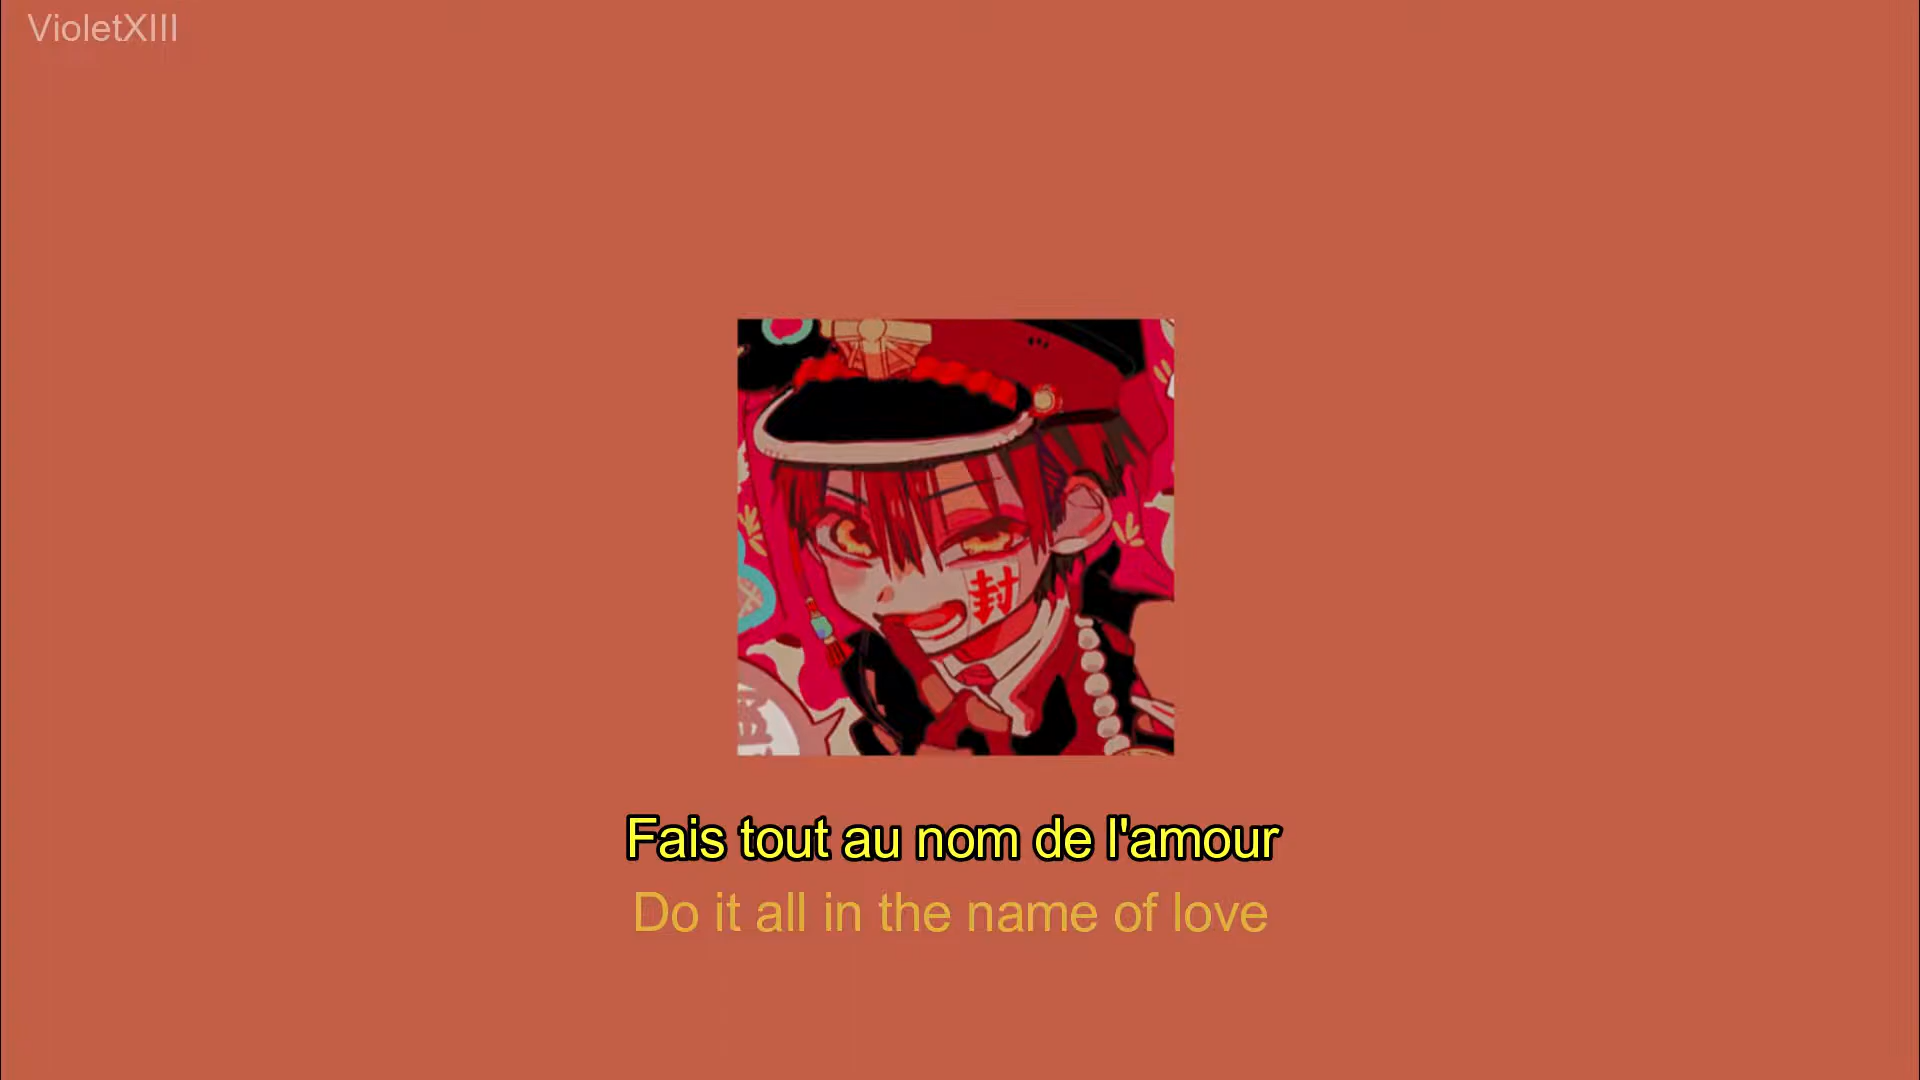 VioletXIII
封
Fais tout au nom de l'amour
Do it all in the name of love